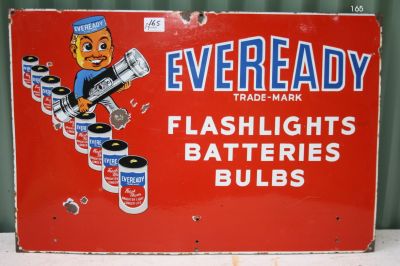 165
165
EVEREADY
TRADE-MARK
FLASHLIGHTS
BATTERIES
BULBS
EVEREADY